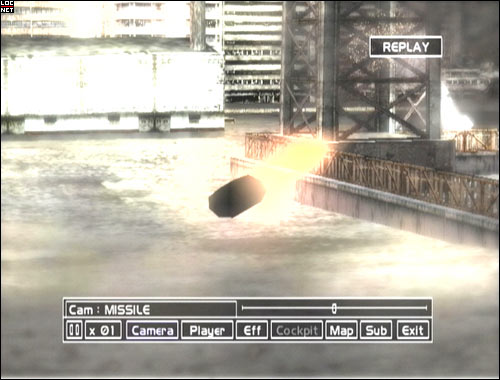 LOC
NET
REPLAY
Cam : MISSILE
x 01 Camera Player Eff Cockpit Map Sub Exit